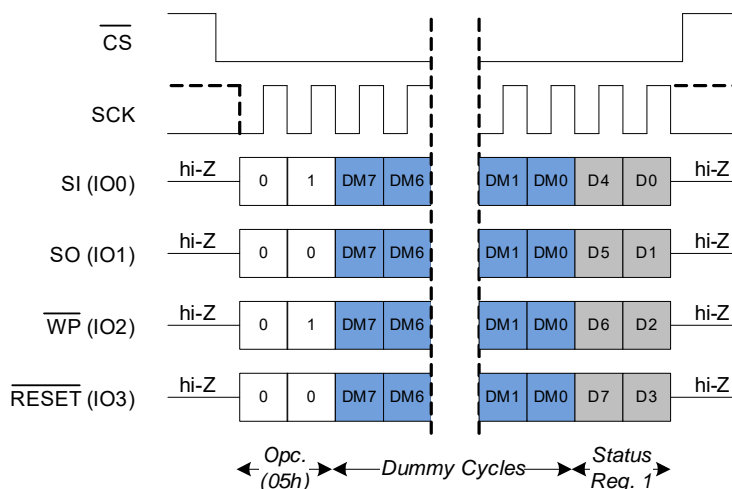 CS
SCK
SI (IO0) hi-Z 0 1 DM7 DM6 DM1 DM0 D4 D0 hi-Z
SO (IO1) hi-Z 0 0 DM7 DM6 DM1 DM0 D5 D1 hi-Z
WP (IO2) hi-Z 0 1 DM7 DM6 DM1 DM0 D6 D2 hi-Z
RESET (IO3) hi-Z 0 0 DM7 DM6 DM1 DM0 D7 D3 hi-Z
Opc. Dummy Cycles Status
(05h) Reg. 1